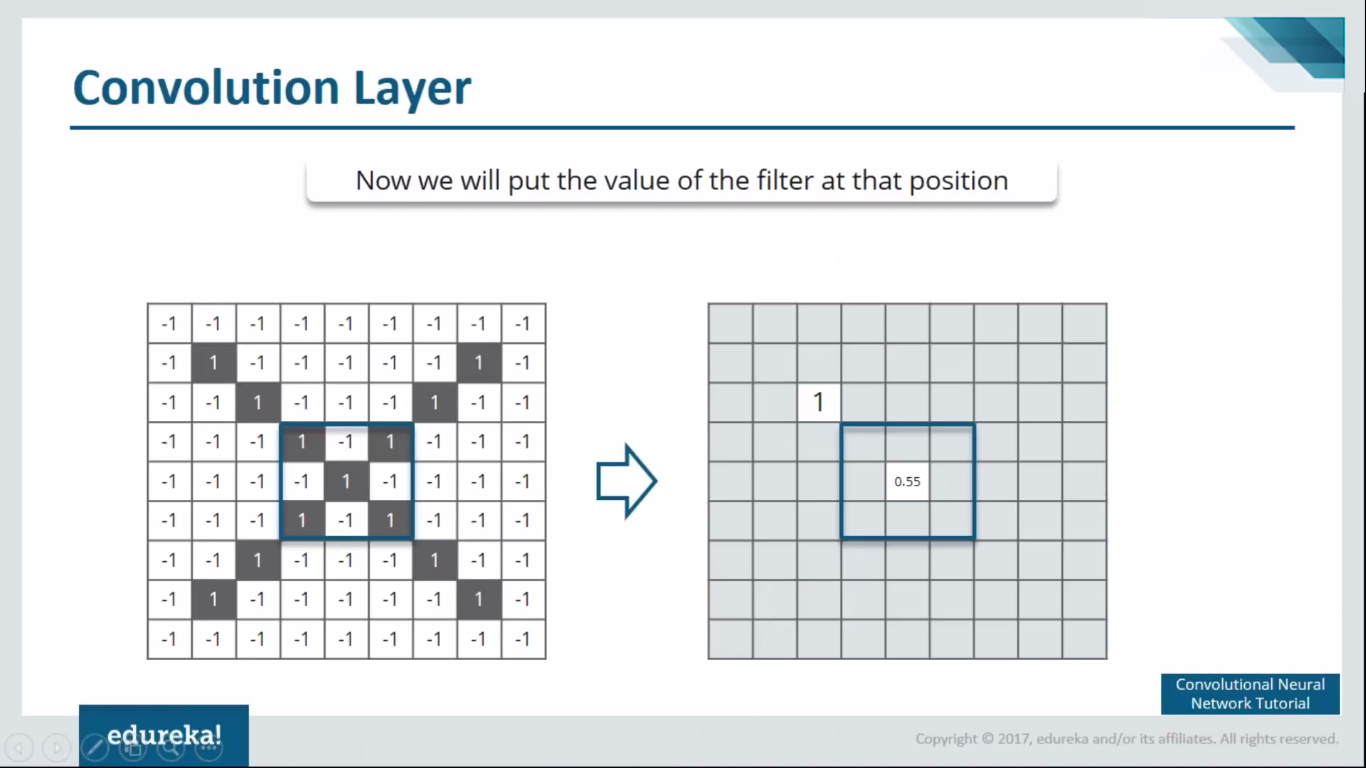 Convolution Layer
Now we will put the value of the filter at that position
-1 -1 -1 -1 -1 -1 -1 -1 -1
-1 1 -1 -1 -1 -1 -1 1 -1
-1 -1 1 -1 -1 -1 1 -1 -1
-1 -1 -1 1 -1 1 -1 -1 -1
-1 -1 -1 -1 1 -1 -1 -1 -1
-1 -1 -1 1 -1 1 -1 -1 -1
-1 -1 1 -1 -1 -1 1 -1 -1
-1 1 -1 -1 -1 -1 -1 1 -1
-1 -1 -1 -1 -1 -1 -1 -1 -1
1
0.55
Convolutional Neural
Network Tutorial
edureka!
Copyright © 2017, edureka and/or its affiliates. All rights reserved.